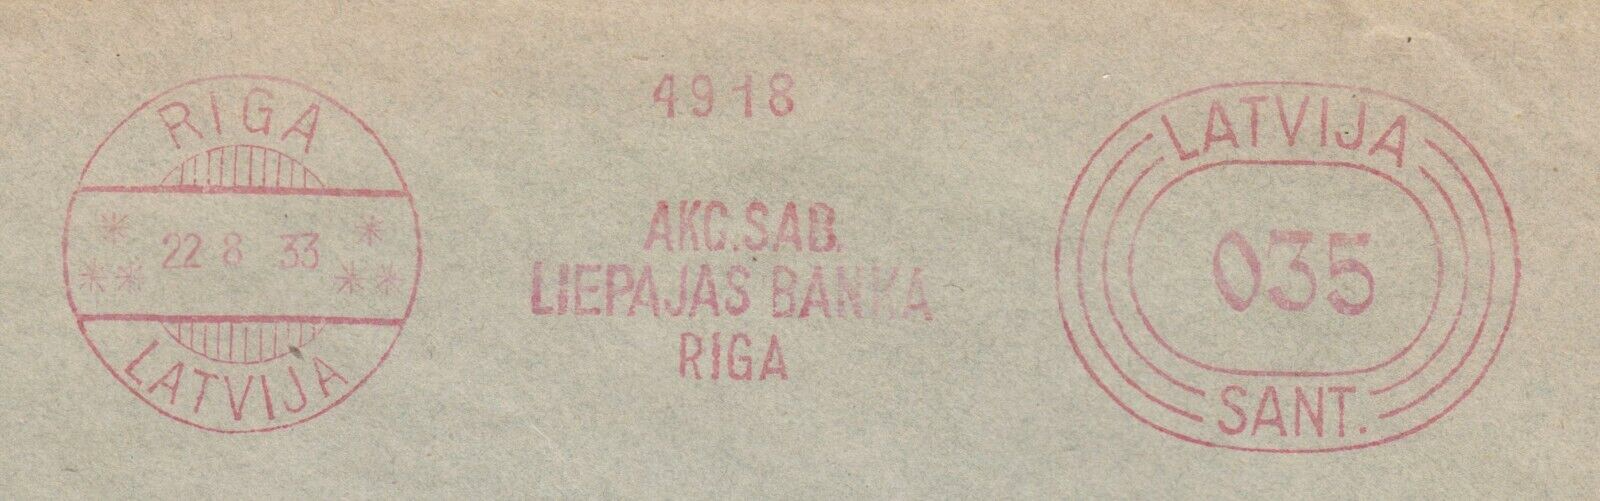 RIGA
22 8 33
LATVIJA
4918
AKC.SAB.
LIEPAJAS BANKA
RIGA
LATVIJA
035
SANT.